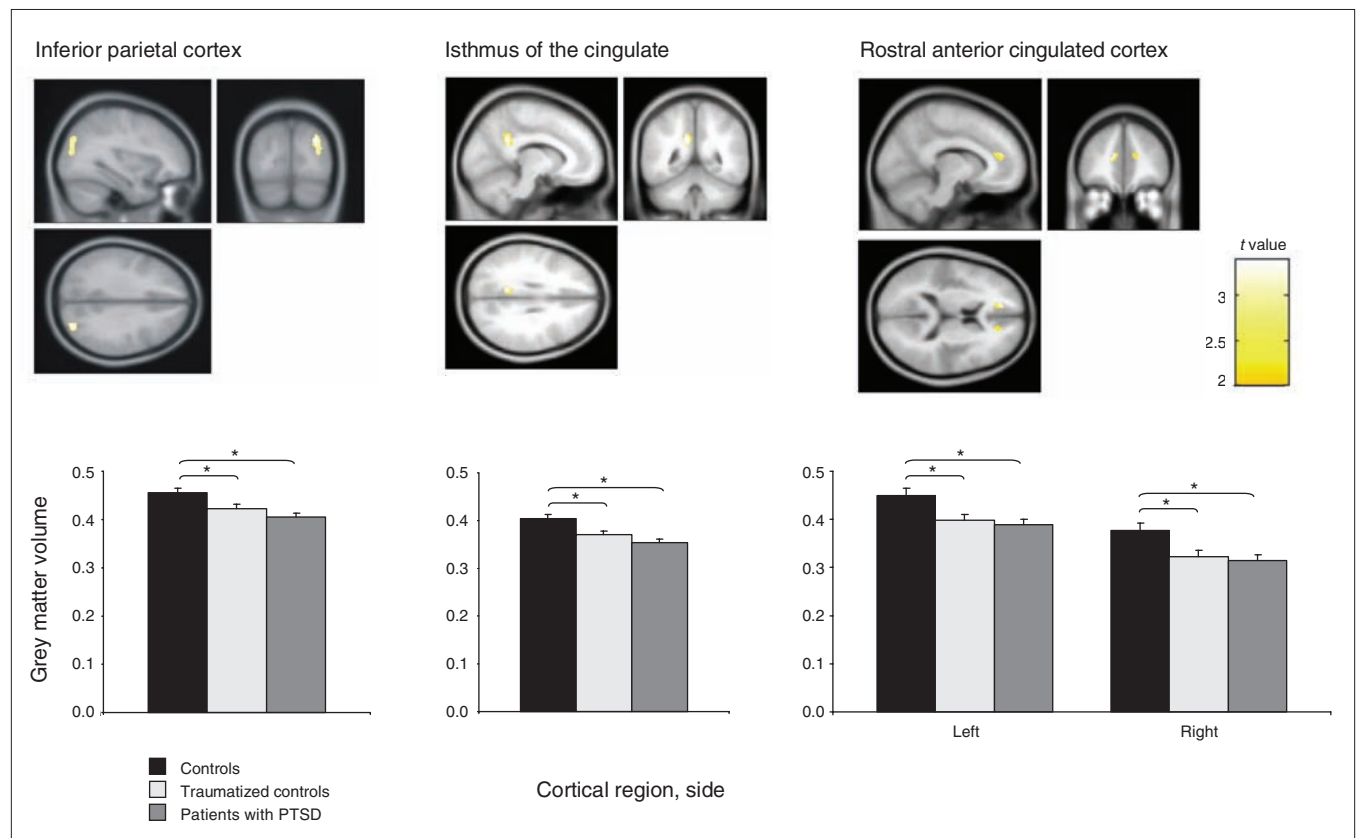 Inferior parietal cortex
Isthmus of the cingulate
Rostral anterior cingulated cortex
t value
3
2.5
2
Grey matter volume
0.5
0.4
0.3
0.2
0.1
0.0
*
*
0.5
0.4
0.3
0.2
0.1
0.0
*
*
0.5
0.4
0.3
0.2
0.1
0.0
*
*
*
*
Left
Right
Controls
Traumatized controls
Patients with PTSD
Cortical region, side